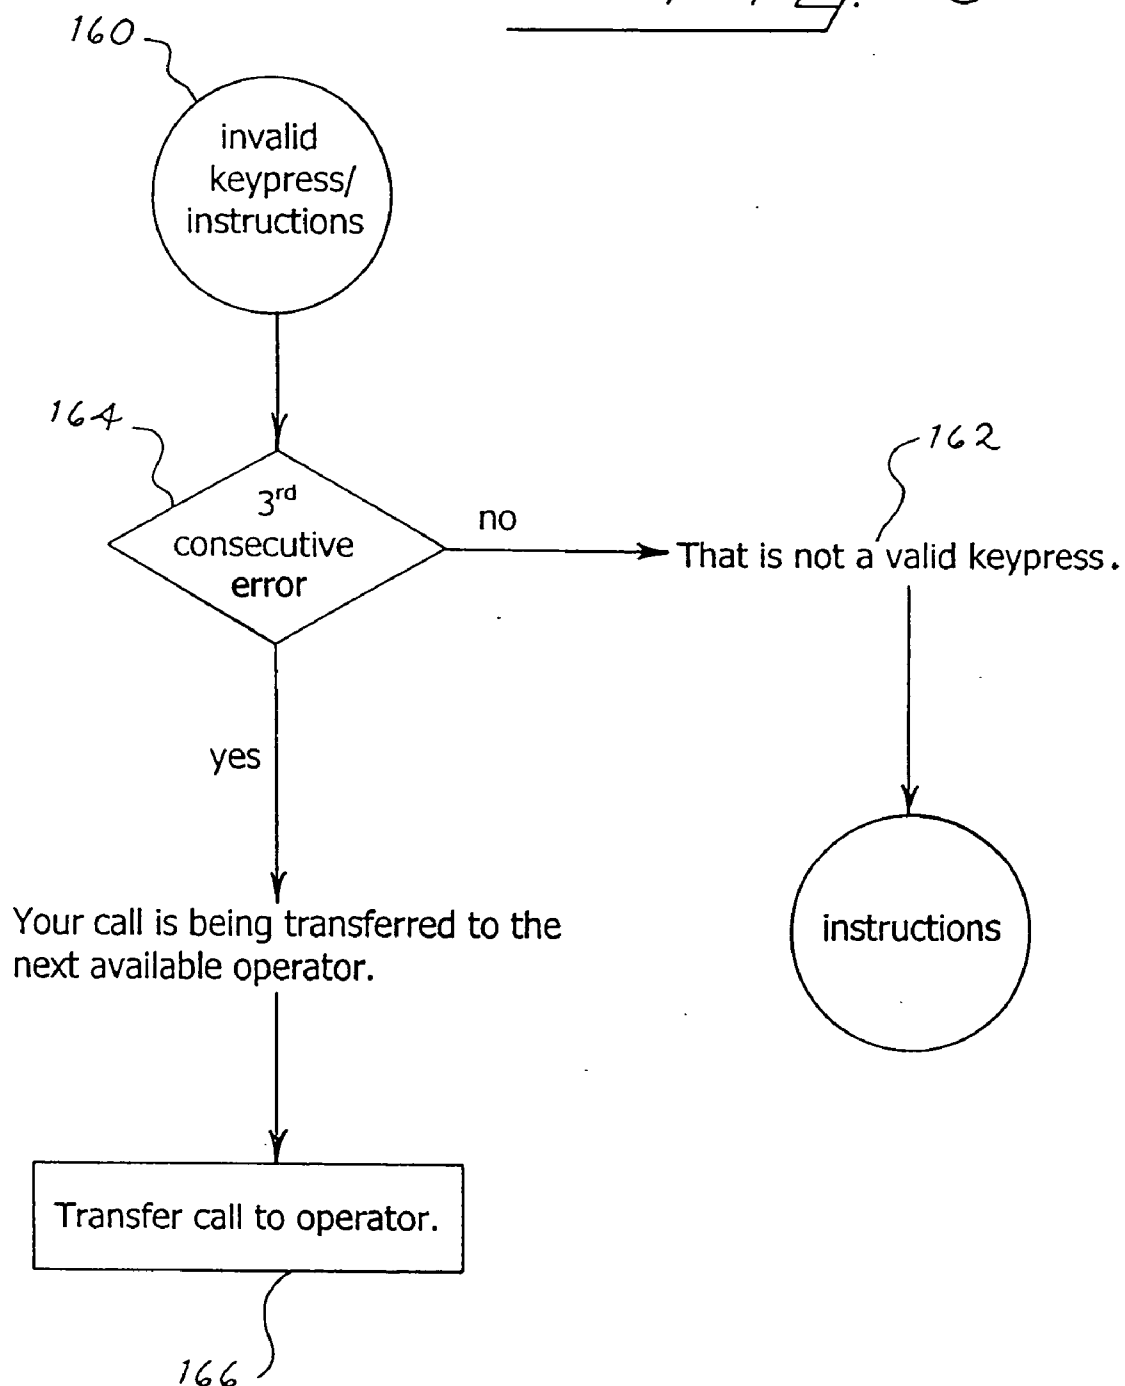 160
invalid
keypress/
instructions
164
3rd
consecutive
error
no
162
That is not a valid keypress.
yes
Your call is being transferred to the
next available operator.
instructions
Transfer call to operator.
166